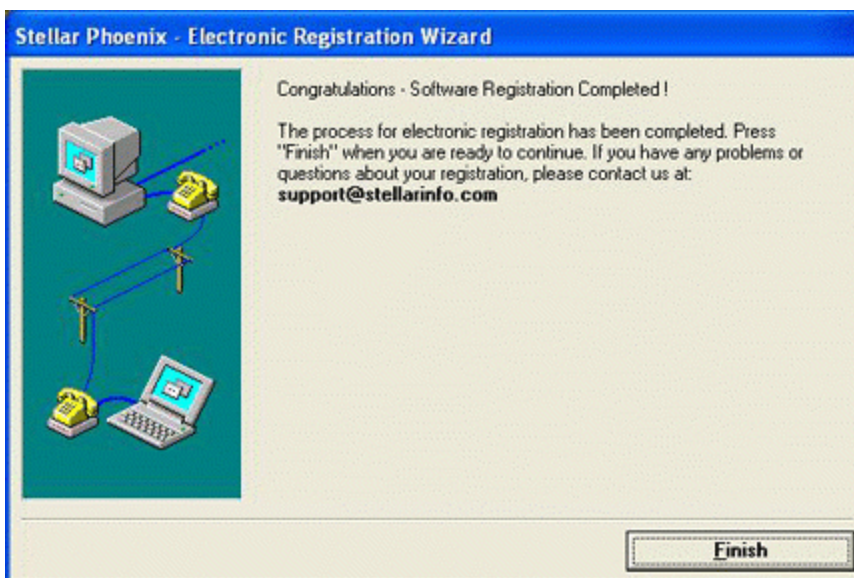 Stellar Phoenix - Electronic Registration Wizard
Congratulations - Software Registration Completed !
The process for electronic registration has been completed. Press
"Finish" when you are ready to continue. If you have any problems or
questions about your registration, please contact us at:
support@stellarinfo.com
Finish